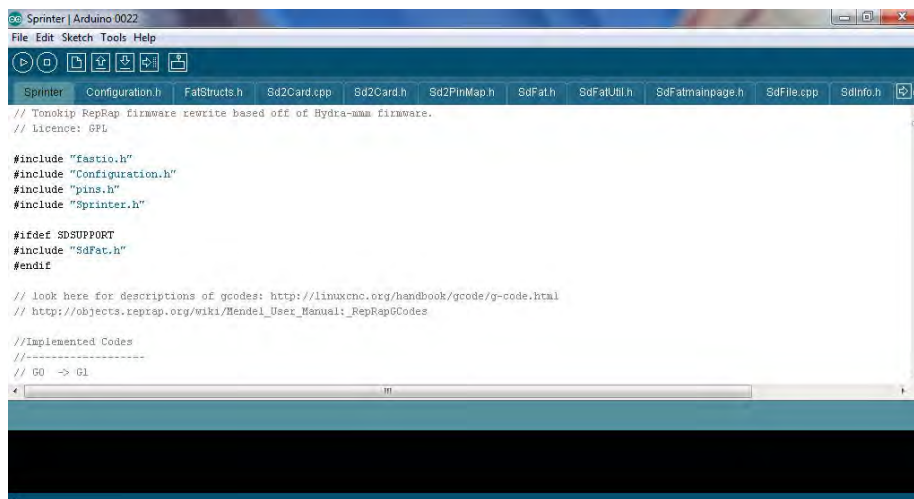 Sprinter | Arduino 0022
File Edit Sketch Tools Help
Sprinter Configuration.h FatStructs.h Sd2Card.cpp Sd2Card.h Sd2PinMap.h SdFat.h SdFatUtil.h SdFatmainpage.h SdFile.cpp SdInfo.h
// Tonokip RepRap firmware rewrite based off of Hydra-mmm firmware.
// Licence: GPL
#include "fastio.h"
#include "Configuration.h"
#include "pins.h"
#include "Sprinter.h"
#ifdef SDSUPPORT
#include "SdFat.h"
#endif
// look here for descriptions of gcodes: http://linuxcnc.org/handbook/gcode/g-code.html
// http://objects.reprap.org/wiki/Mendel_User_Manual:_RepRapGCodes
//Implemented Codes
//-------------------
// G0 -> G1